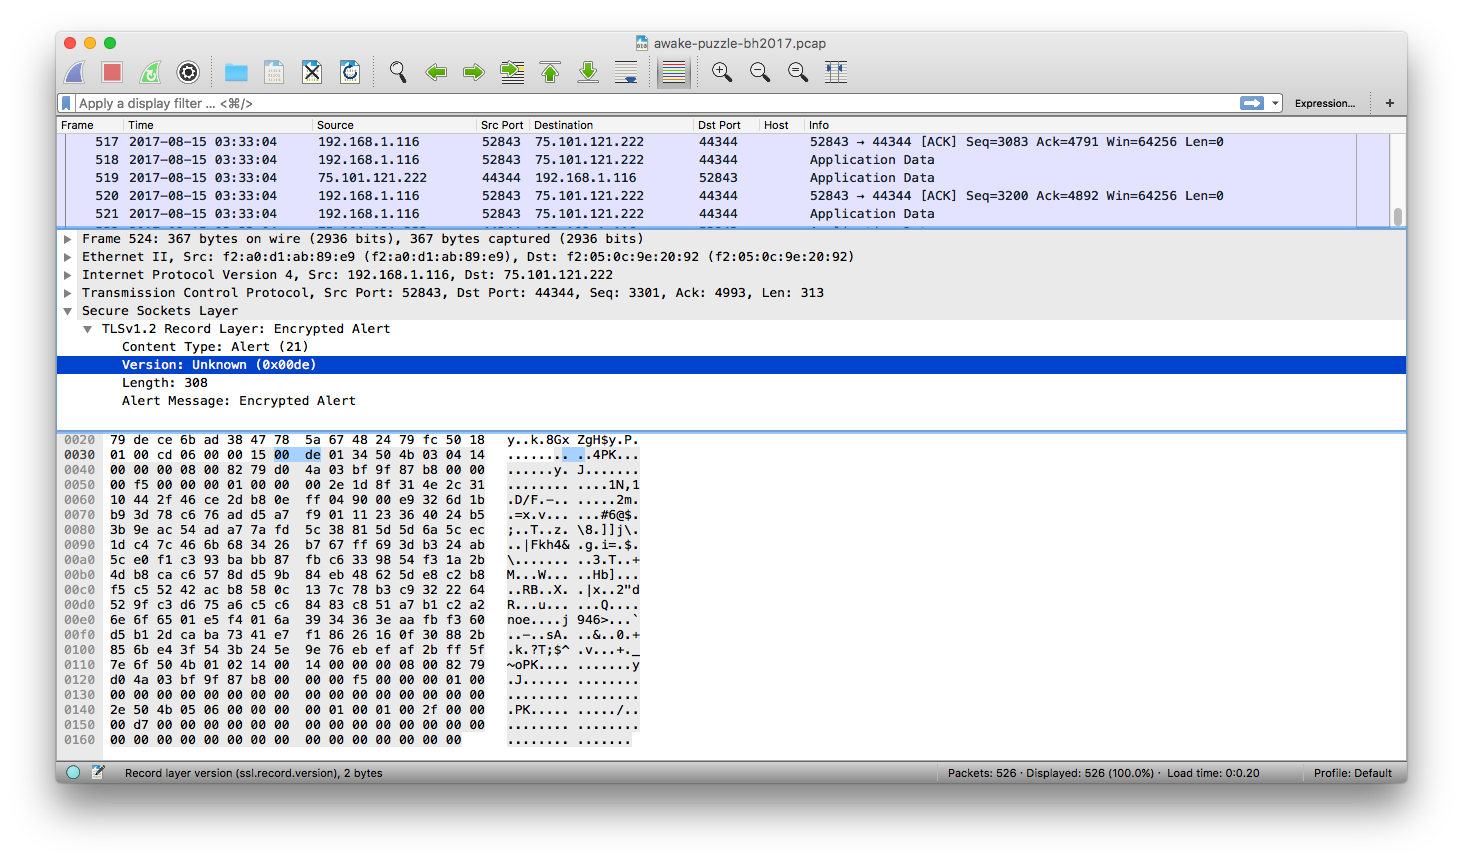 awake-puzzle-bh2017.pcap
Apply a display filter ... <⌘/>
Expression...
+
Frame Time Source Src Port Destination Dst Port Host Info
517 2017-08-15 03:33:04 192.168.1.116 52843 75.101.121.222 44344 52843 → 44344 [ACK] Seq=3083 Ack=4791 Win=64256 Len=0
518 2017-08-15 03:33:04 192.168.1.116 52843 75.101.121.222 44344 Application Data
519 2017-08-15 03:33:04 75.101.121.222 44344 192.168.1.116 52843 Application Data
520 2017-08-15 03:33:04 192.168.1.116 52843 75.101.121.222 44344 52843 → 44344 [ACK] Seq=3200 Ack=4892 Win=64256 Len=0
521 2017-08-15 03:33:04 192.168.1.116 52843 75.101.121.222 44344 Application Data
Frame 524: 367 bytes on wire (2936 bits), 367 bytes captured (2936 bits)
Ethernet II, Src: f2:a0:d1:ab:89:e9 (f2:a0:d1:ab:89:e9), Dst: f2:05:0c:9e:20:92 (f2:05:0c:9e:20:92)
Internet Protocol Version 4, Src: 192.168.1.116, Dst: 75.101.121.222
Transmission Control Protocol, Src Port: 52843, Dst Port: 44344, Seq: 3301, Ack: 4993, Len: 313
Secure Sockets Layer
TLSv1.2 Record Layer: Encrypted Alert
Content Type: Alert (21)
Version: Unknown (0x00de)
Length: 308
Alert Message: Encrypted Alert
0020 79 de ce 6b ad 38 47 78 5a 67 48 24 79 fc 50 18 y..k.8Gx ZgH$y.P.
0030 01 00 cd 06 00 00 15 00 de 01 34 50 4b 03 04 14 ........ ..4PK...
0040 00 00 00 08 00 82 79 d0 4a 03 bf 9f 87 b8 00 00 ......y. J.......
0050 00 f5 00 00 00 01 00 00 00 2e 1d 8f 31 4e 2c 31 ........ ....1N,1
0060 10 44 2f 46 ce 2d b8 0e ff 04 90 00 e9 32 6d 1b .D/F.-.. .....2m.
0070 b9 3d 78 c6 76 ad d5 a7 f9 01 11 23 36 40 24 b5 .=x.v... ...#6@$.
0080 3b 9e ac 54 ad a7 7a fd 5c 38 81 5d 5d 6a 5c ec ;..T..z. \8.]]j\.
0090 1d c4 7c 46 6b 68 34 26 b7 67 ff 69 3d b3 24 ab ..|Fkh4& .g.i=.$.
00a0 5c e0 f1 c3 93 ba bb 87 fb c6 33 98 54 f3 1a 2b \....... ..3.T..+
00b0 4d b8 ca c6 57 8d d5 9b 84 eb 48 62 5d e8 c2 b8 M...W... ..Hb]...
00c0 f5 c5 52 42 ac b8 58 0c 13 7c 78 b3 c9 32 22 64 ..RB..X. .|x..2"d
00d0 52 9f c3 d6 75 a6 c5 c6 84 83 c8 51 a7 b1 c2 a2 R...u... ...Q....
00e0 6e 6f 65 01 e5 f4 01 6a 39 34 36 3e aa fb f3 60 noe....j 946>...`
00f0 d5 b1 2d ca ba 73 41 e7 f1 86 26 16 0f 30 88 2b ..-..sA. ..&..0.+
0100 85 6b e4 3f 54 3b 24 5e 9e 76 eb ef af 2b ff 5f .k.?T;$^ .v...+._
0110 7e 6f 50 4b 01 02 14 00 14 00 00 00 08 00 82 79 ~oPK.... .......y
0120 d0 4a 03 bf 9f 87 b8 00 00 00 f5 00 00 00 01 00 .J...... ........
0130 00 00 00 00 00 00 00 00 00 00 00 00 00 00 00 00 ........ ........
0140 2e 50 4b 05 06 00 00 00 00 01 00 01 00 2f 00 00 .PK..... ...../..
0150 00 d7 00 00 00 00 00 00 00 00 00 00 00 00 00 00 ........ ........
0160 00 00 00 00 00 00 00 00 00 00 00 00 00 00 00 ........ .......
Record layer version (ssl.record.version), 2 bytes
Packets: 526 · Displayed: 526 (100.0%) · Load time: 0:0.20
Profile: Default